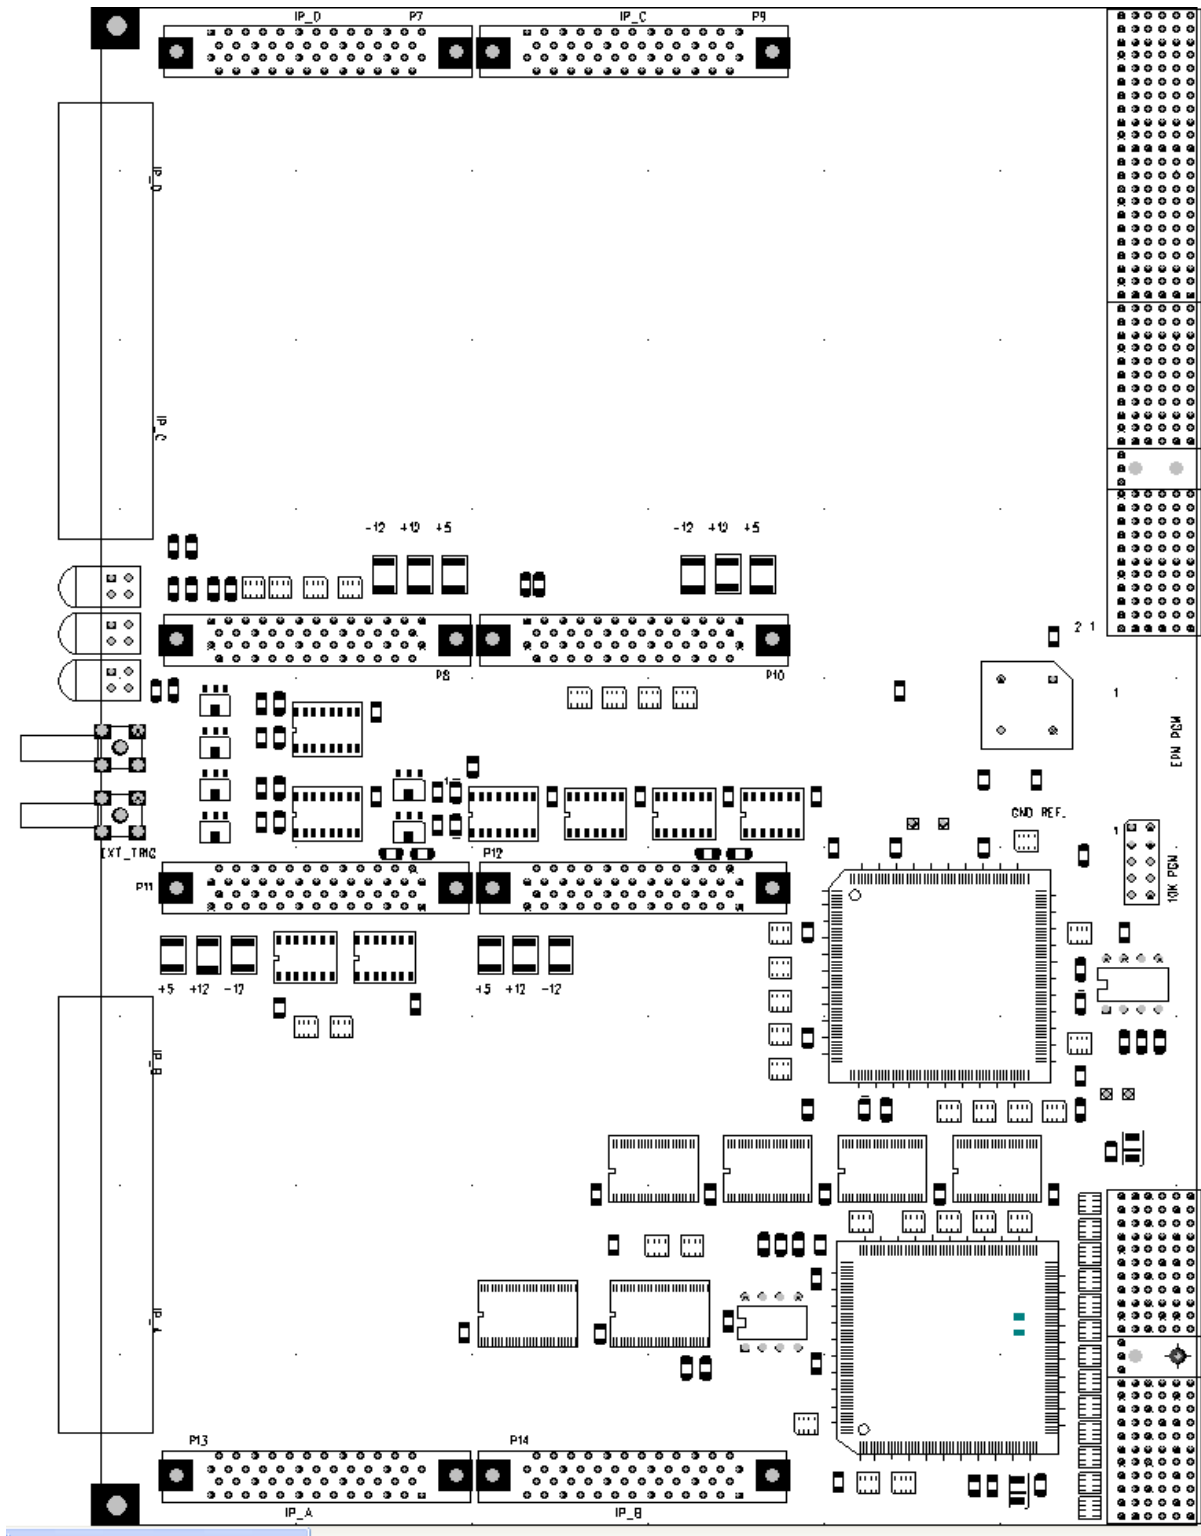 IP_D P7 IP_C P9
IP_D
IP_C
-12 +12 +5 -12 +12 +5
2 1
P8 P10
1
EPM PGM
1
GND REF.
EXT_TRIG P12 1
P11
10K PGM
+5 +12 -12 +5 +12 -12
IP_B
IP_A
P13 P14
IP_A IP_B